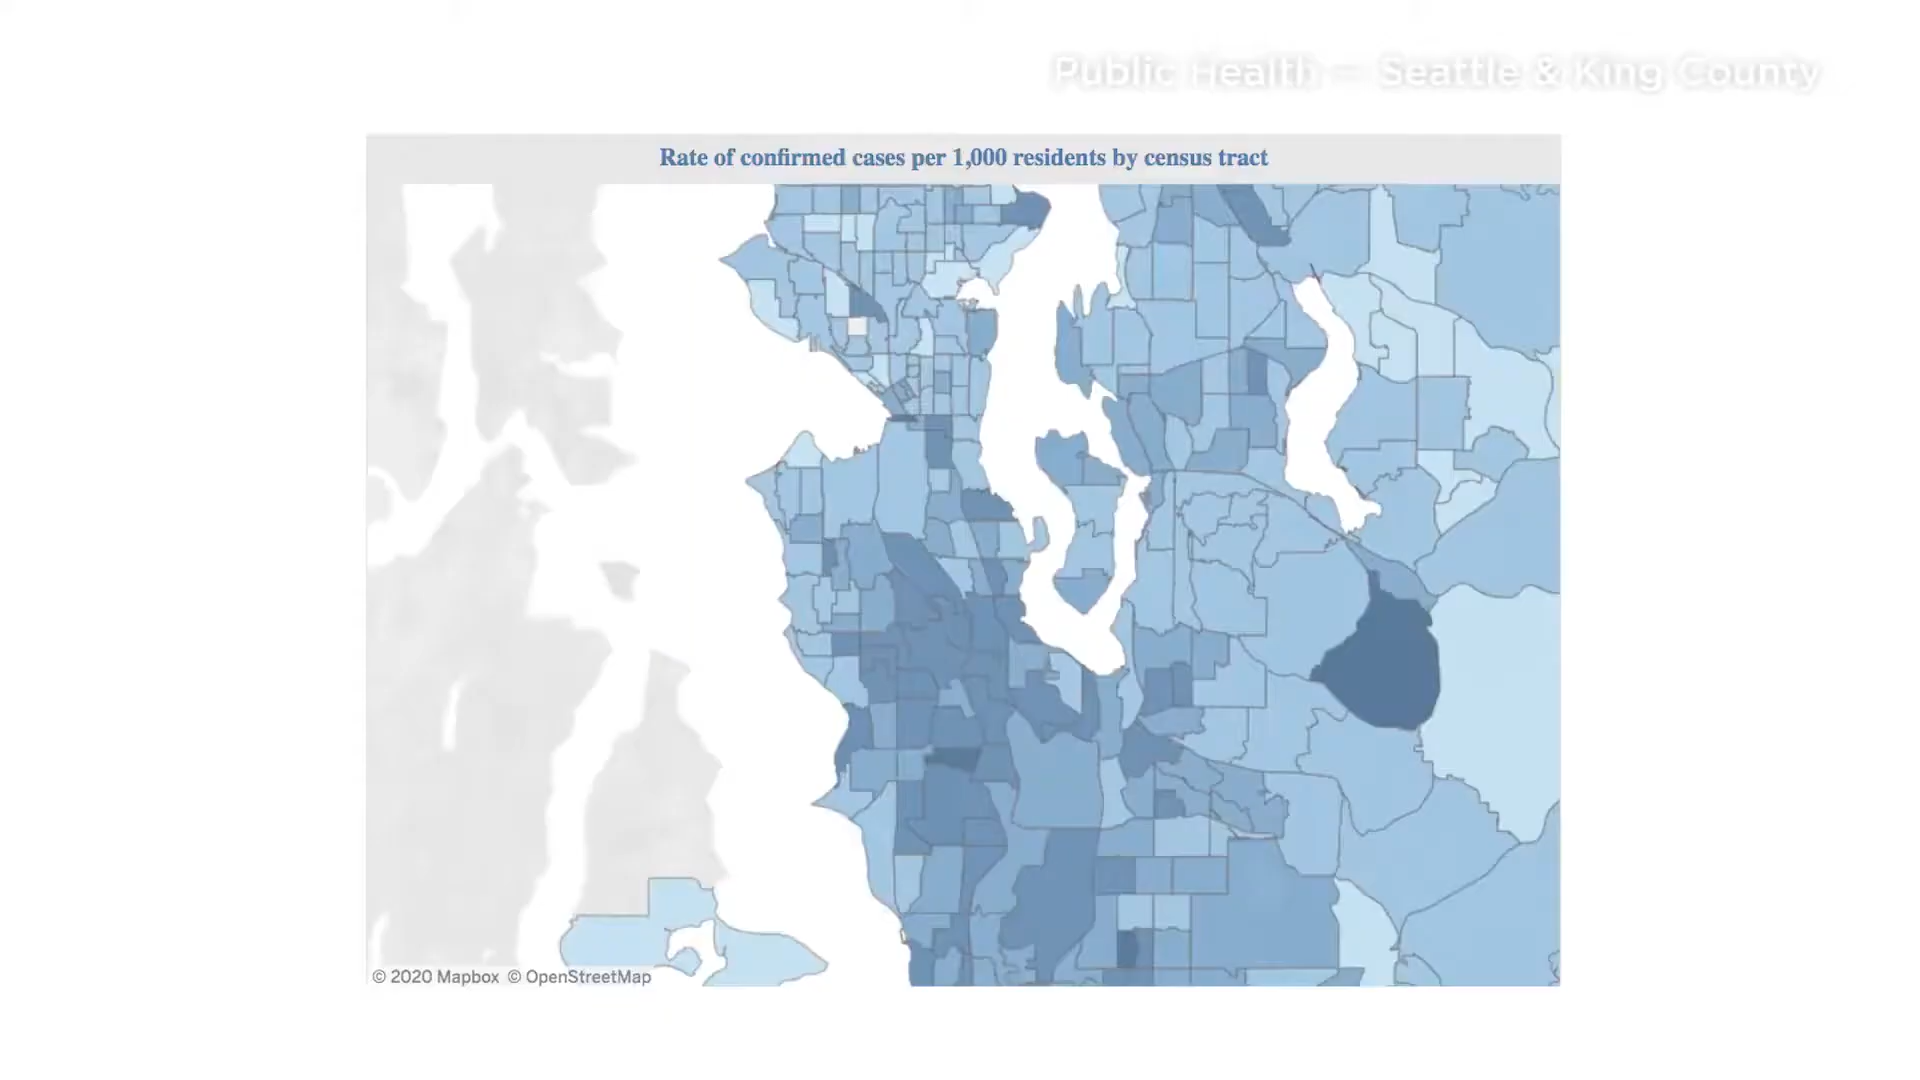 Public Health — Seattle & King County
Rate of confirmed cases per 1,000 residents by census tract
© 2020 Mapbox © OpenStreetMap